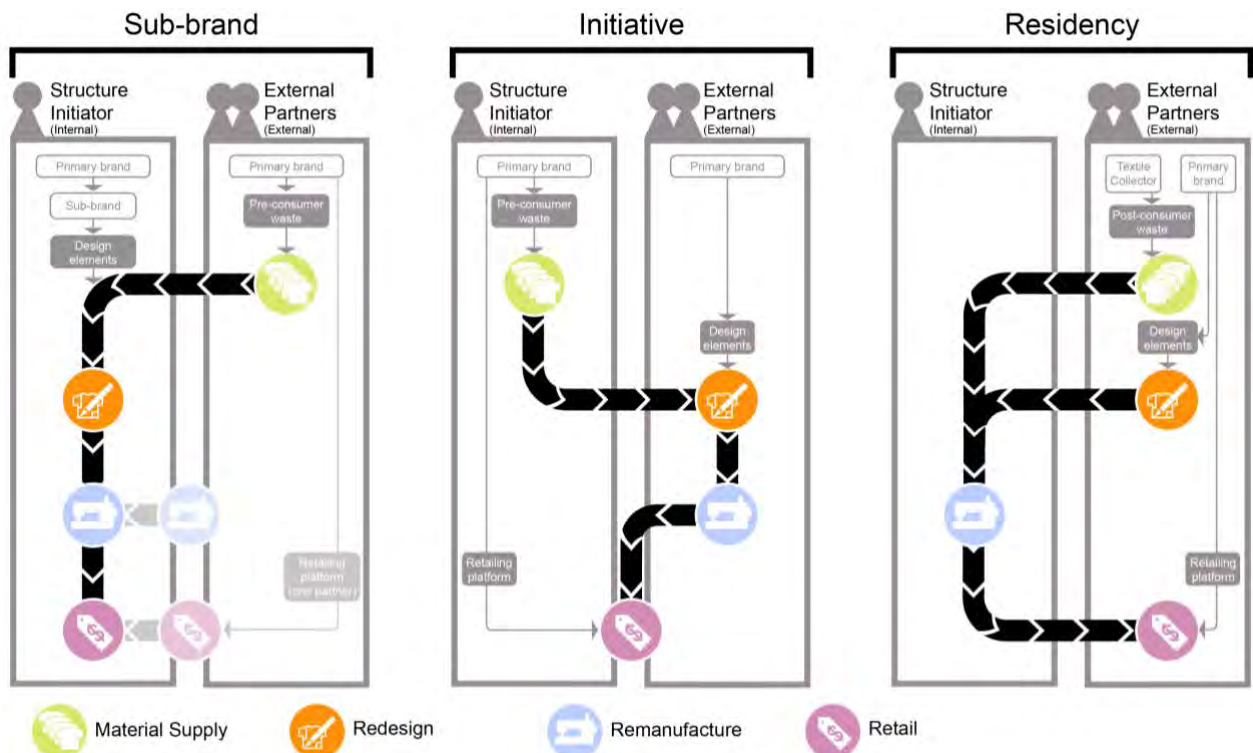 Sub-brand
Structure
Initiator
(Internal)
External
Partners
(External)
Primary brand
Sub-brand
Design
elements
Primary brand
Pre-consumer
waste
Retailing
platform
(one partner)
Initiative
Structure
Initiator
(Internal)
External
Partners
(External)
Primary brand
Pre-consumer
waste
Retailing
platform
Primary brand
Design
elements
Residency
Structure
Initiator
(Internal)
External
Partners
(External)
Textile
Collector
Primary
brand
Post-consumer
waste
Design
elements
Retailing
platform
Material Supply
Redesign
Remanufacture
Retail